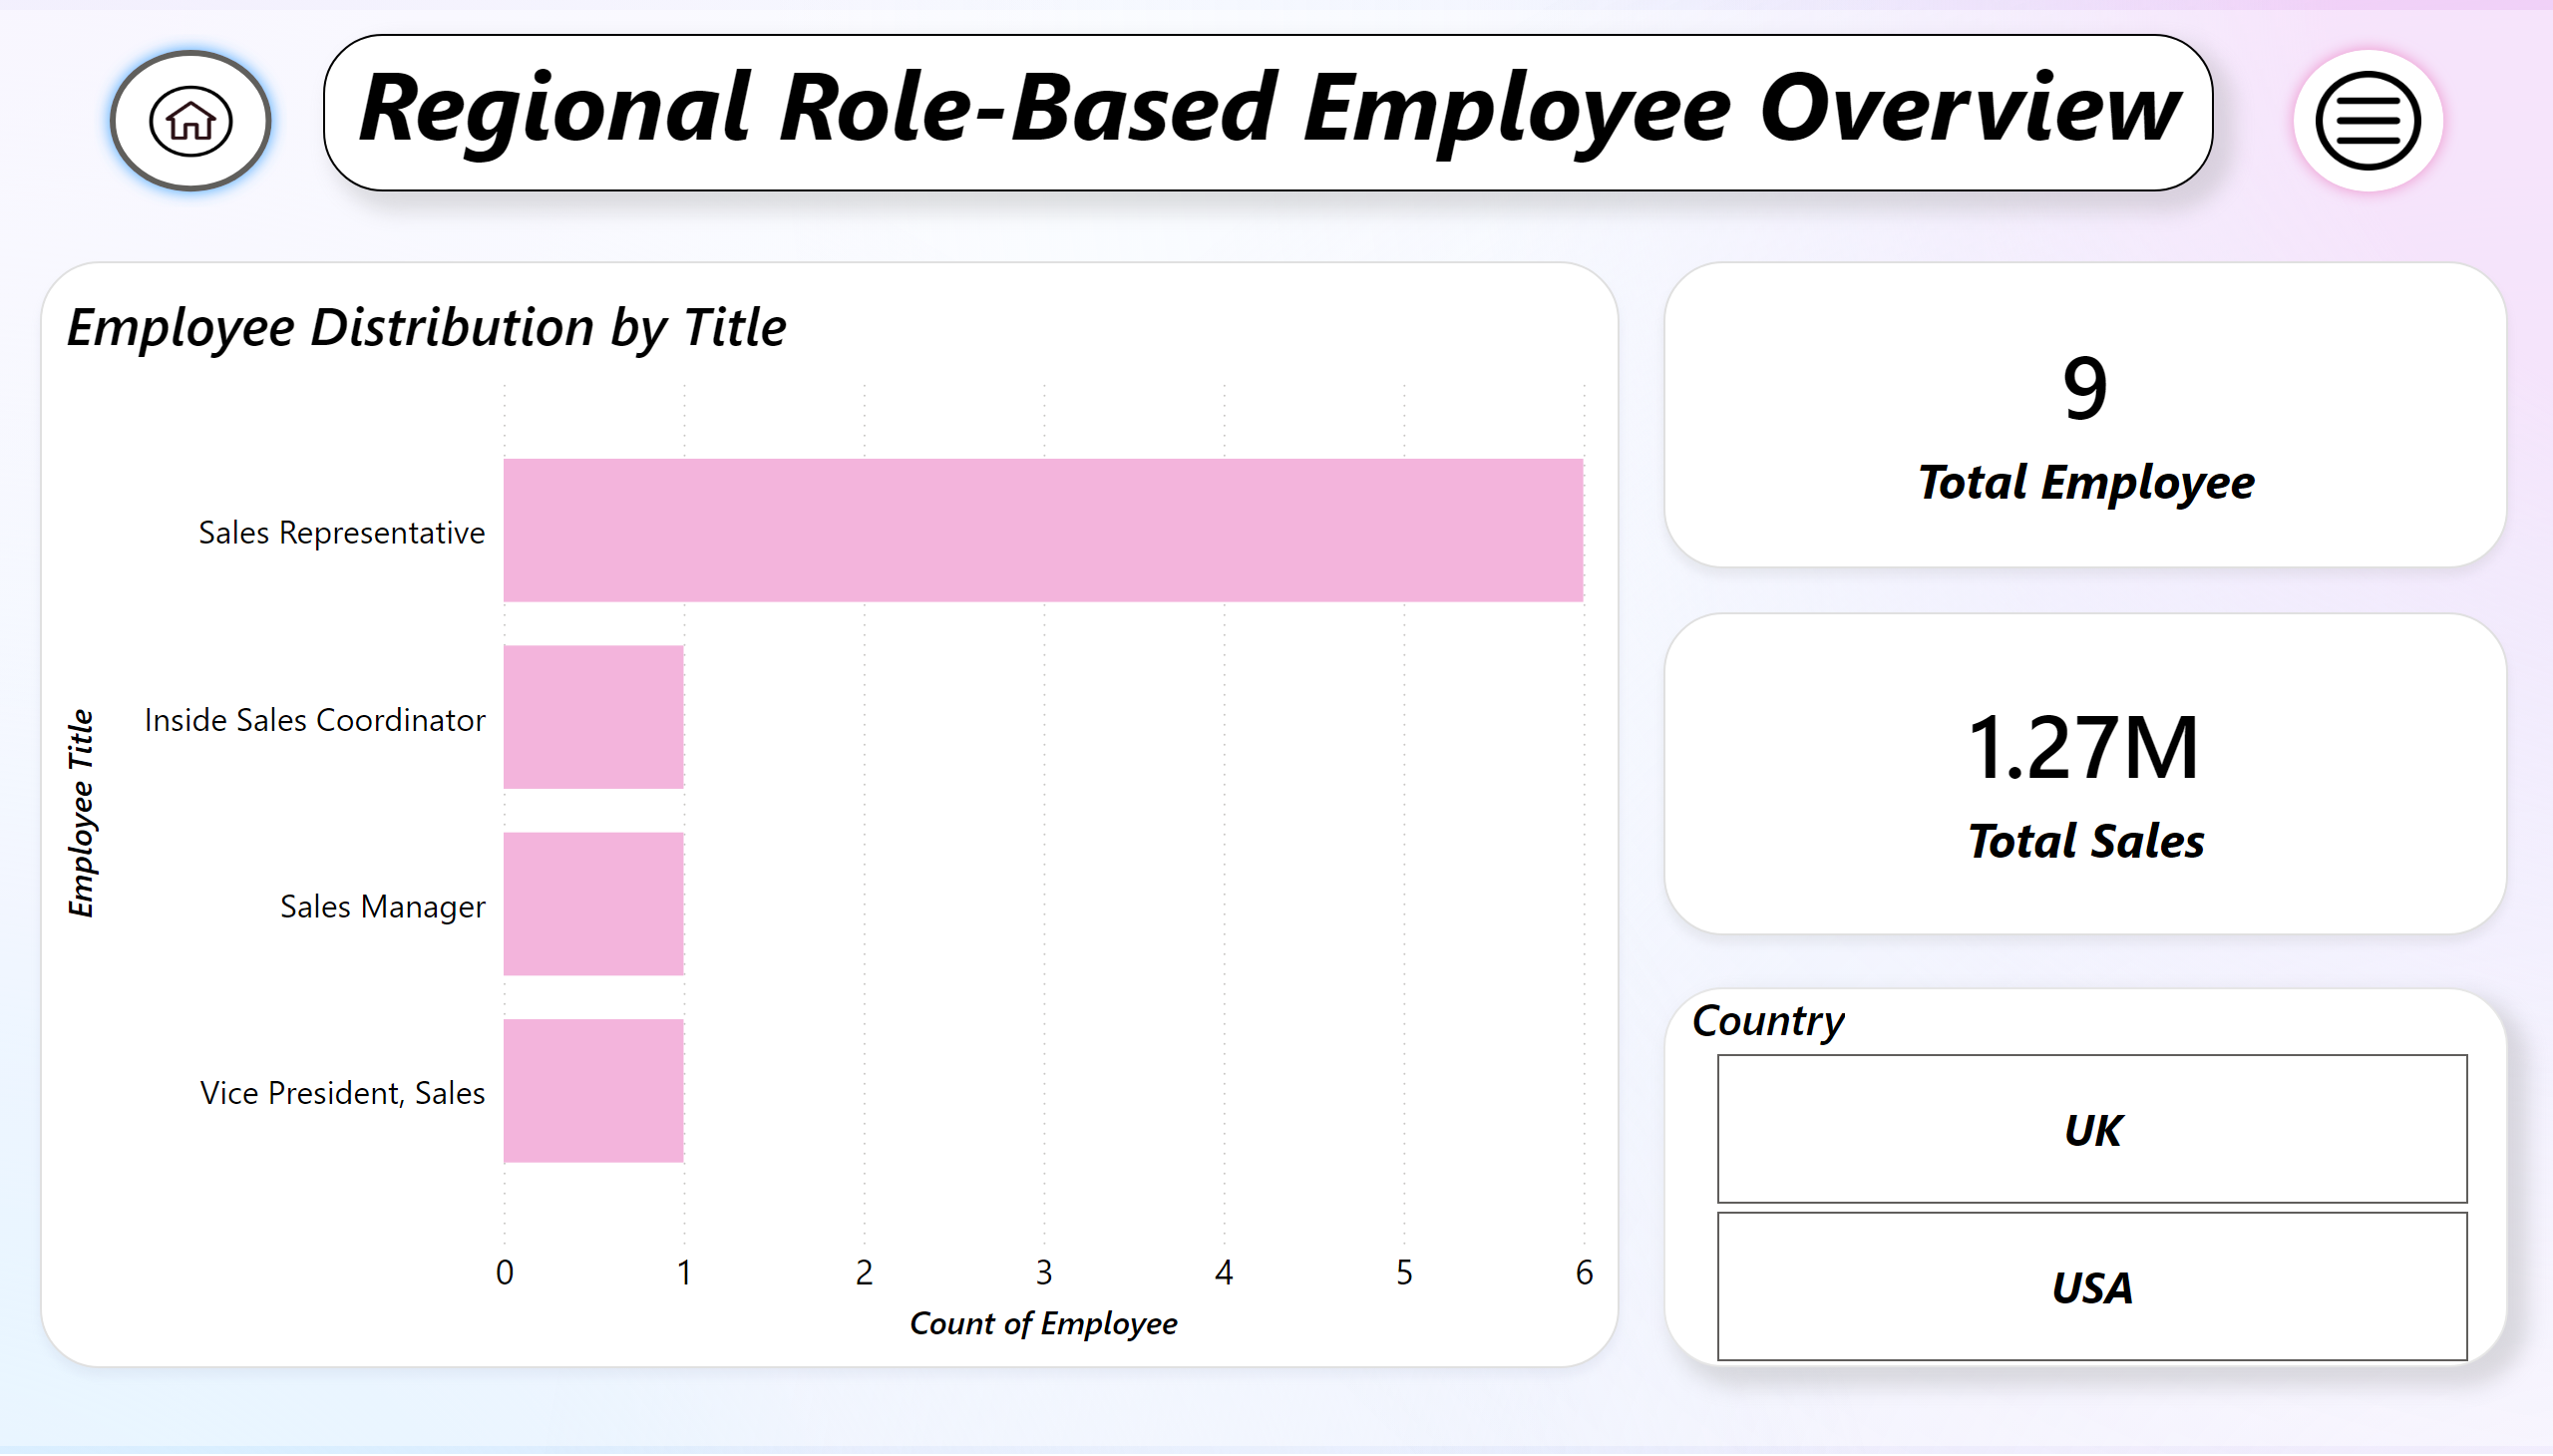 Regional Role-Based Employee Overview
Employee Distribution by Title
Employee Title
Sales Representative
Inside Sales Coordinator
Sales Manager
Vice President, Sales
0 1 2 3 4 5 6
Count of Employee
9
Total Employee
1.27M
Total Sales
Country
UK
USA